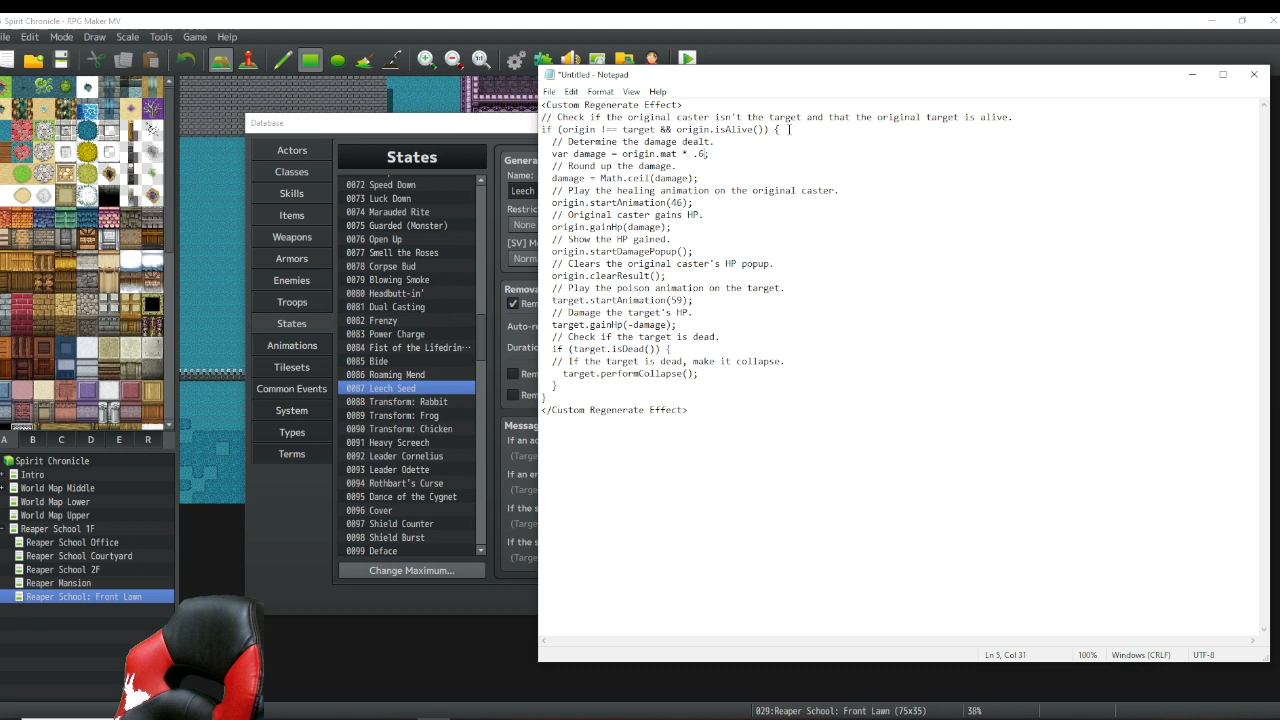 Spirit Chronicle - RPG Maker MV
Edit Mode Draw Scale Tools Game Help
Database
Actors
Classes
Skills
Items
Weapons
Armors
Enemies
Troops
States
Animations
Tilesets
Common Events
System
Types
Terms
States
0072 Speed Down
0073 Luck Down
0074 Marauded Rite
0075 Guarded (Monster)
0076 Open Up
0077 Smell the Roses
0078 Corpse Bud
0079 Blowing Smoke
0080 Headbutt-in'
0081 Dual Casting
0082 Frenzy
0083 Power Charge
0084 Fist of the Lifedrin···
0085 Bide
0086 Roaming Mend
0087 Leech Seed
0088 Transform: Rabbit
0089 Transform: Frog
0090 Transform: Chicken
0091 Heavy Screech
0092 Leader Cornelius
0093 Leader Odette
0094 Rothbart's Curse
0095 Dance of the Cygnet
0096 Cover
0097 Shield Counter
0098 Shield Burst
0099 Deface
Change Maximum...
Name:
Leech
None
*Untitled - Notepad
File Edit Format View Help
<Custom Regenerate Effect>
// Check if the original caster isn't the target and that the original target is alive.
if (origin !== target && origin.isAlive()) {
// Determine the damage dealt.
var damage = origin.mat * .6;
// Round up the damage.
damage = Math.ceil(damage);
// Play the healing animation on the original caster.
origin.startAnimation(46);
// Original caster gains HP.
origin.gainHp(damage);
// Show the HP gained.
origin.startDamagePopup();
// Clears the original caster's HP popup.
origin.clearResult();
// Play the poison animation on the target.
target.startAnimation(59);
// Damage the target's HP.
target.gainHp(-damage);
// Check if the target is dead.
if (target.isDead()) {
// If the target is dead, make it collapse.
target.performCollapse();
}
}
</Custom Regenerate Effect>
Ln 5, Col 31 100% Windows (CRLF) UTF-8
A B C D E R
Spirit Chronicle
Intro
World Map Middle
World Map Lower
World Map Upper
Reaper School 1F
Reaper School Office
Reaper School Courtyard
Reaper School 2F
Reaper Mansion
Reaper School: Front Lawn
029:Reaper School: Front Lawn (75x35) 38%